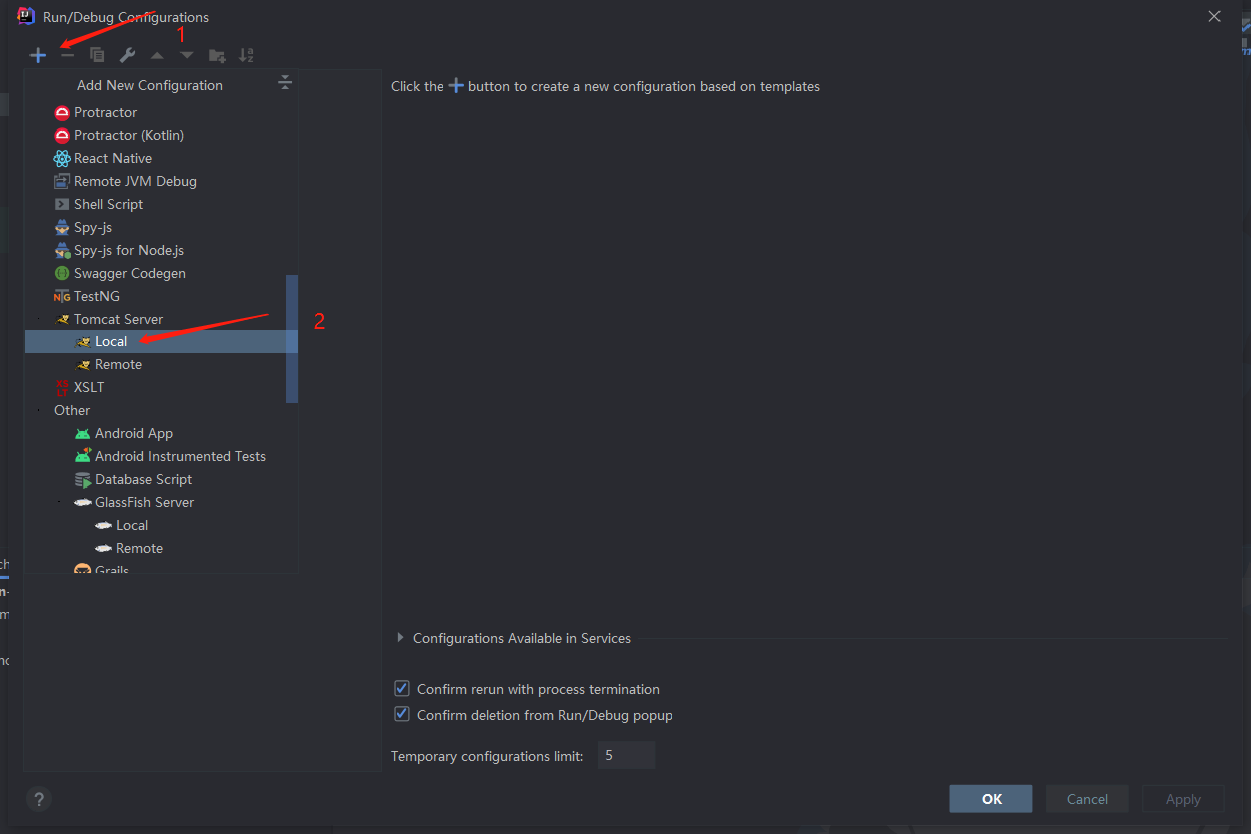 Run/Debug Configurations
1
Add New Configuration
Click the + button to create a new configuration based on templates
Protractor
Protractor (Kotlin)
React Native
Remote JVM Debug
Shell Script
Spy-js
Spy-js for Node.js
Swagger Codegen
TestNG
Tomcat Server
2
Local
Remote
XSLT
Other
Android App
Android Instrumented Tests
Database Script
GlassFish Server
Local
Remote
Grails
Configurations Available in Services
Confirm rerun with process termination
Confirm deletion from Run/Debug popup
Temporary configurations limit: 5
? OK Cancel Apply